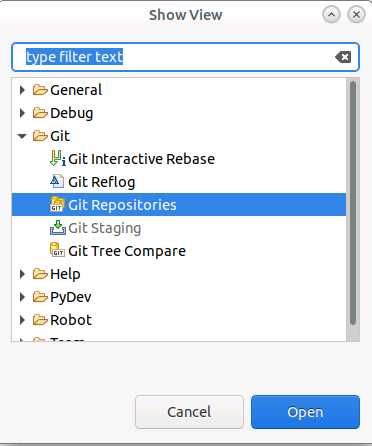 Show View
type filter text
General
Debug
Git
Git Interactive Rebase
Git Reflog
Git Repositories
Git Staging
Git Tree Compare
Help
PyDev
Robot
Cancel
Open